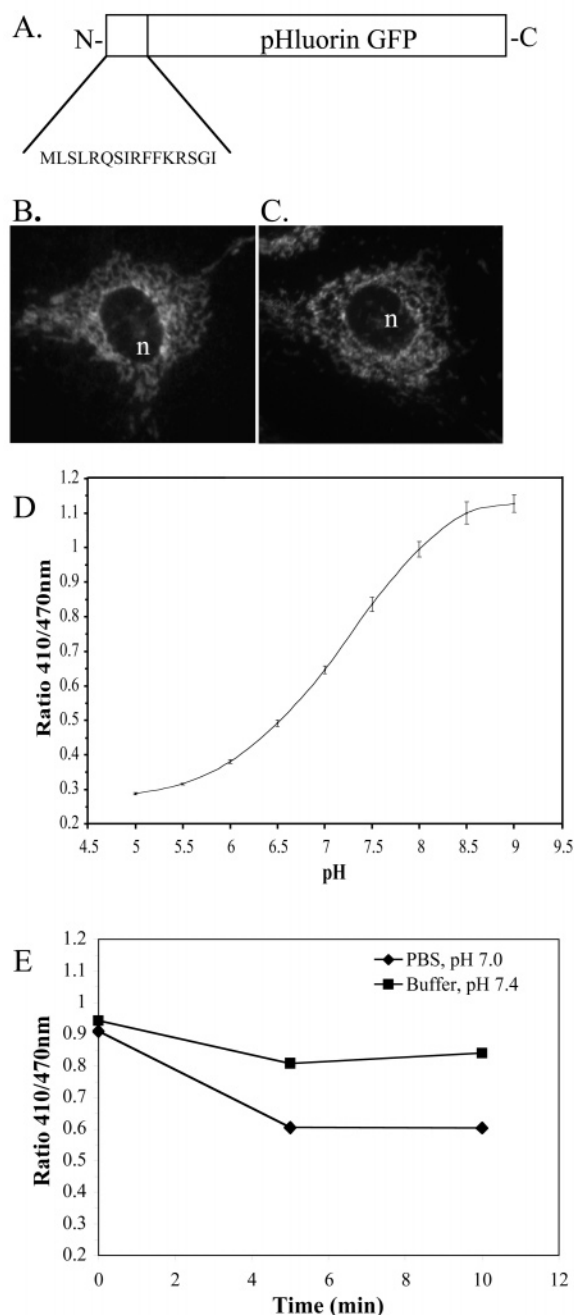 A.
N-
pHluorin GFP
-C
MLSLRQSIRFFKRSGI
B.
C.
n
n
D
1.2
1.1
1
0.9
0.8
0.7
0.6
0.5
0.4
0.3
0.2
Ratio 410/470nm
4.5 5 5.5 6 6.5 7 7.5 8 8.5 9 9.5
pH
E
1.2
1.1
1
0.9
0.8
0.7
0.6
0.5
0.4
0.3
0.2
Ratio 410/470nm
PBS, pH 7.0
Buffer, pH 7.4
0 2 4 6 8 10 12
Time (min)